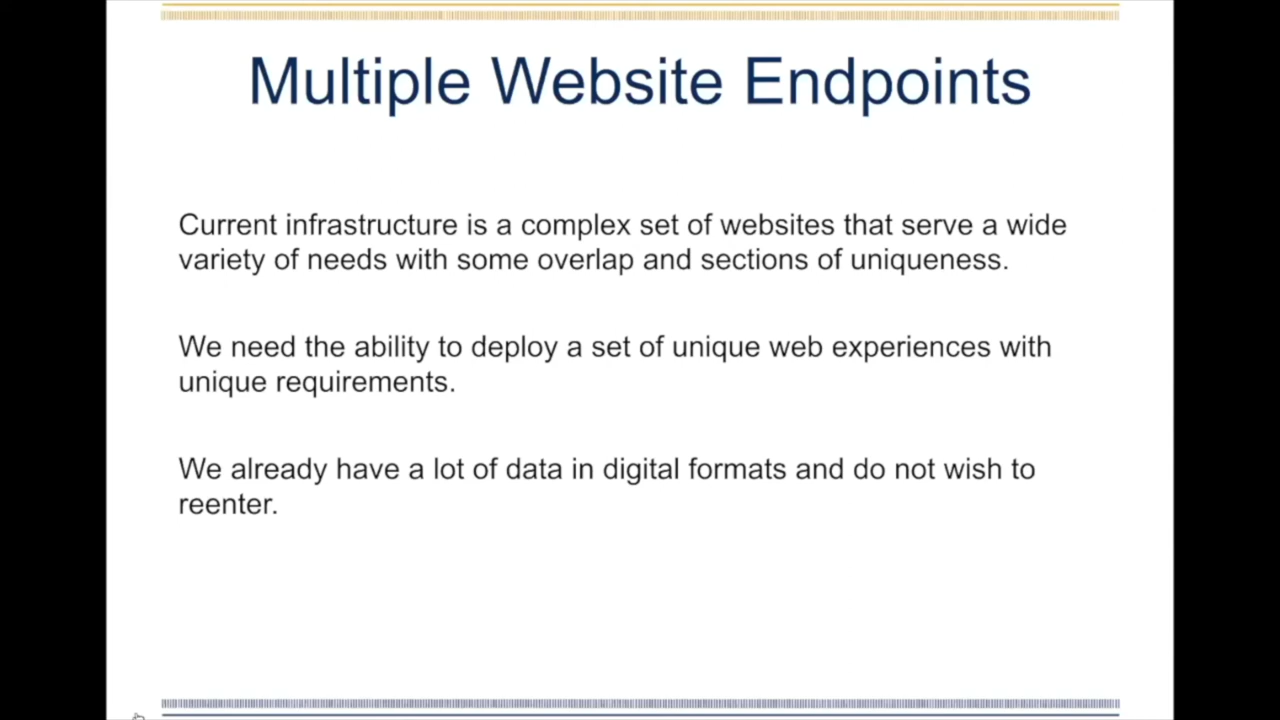 Multiple Website Endpoints
Current infrastructure is a complex set of websites that serve a wide
variety of needs with some overlap and sections of uniqueness.
We need the ability to deploy a set of unique web experiences with
unique requirements.
We already have a lot of data in digital formats and do not wish to
reenter.